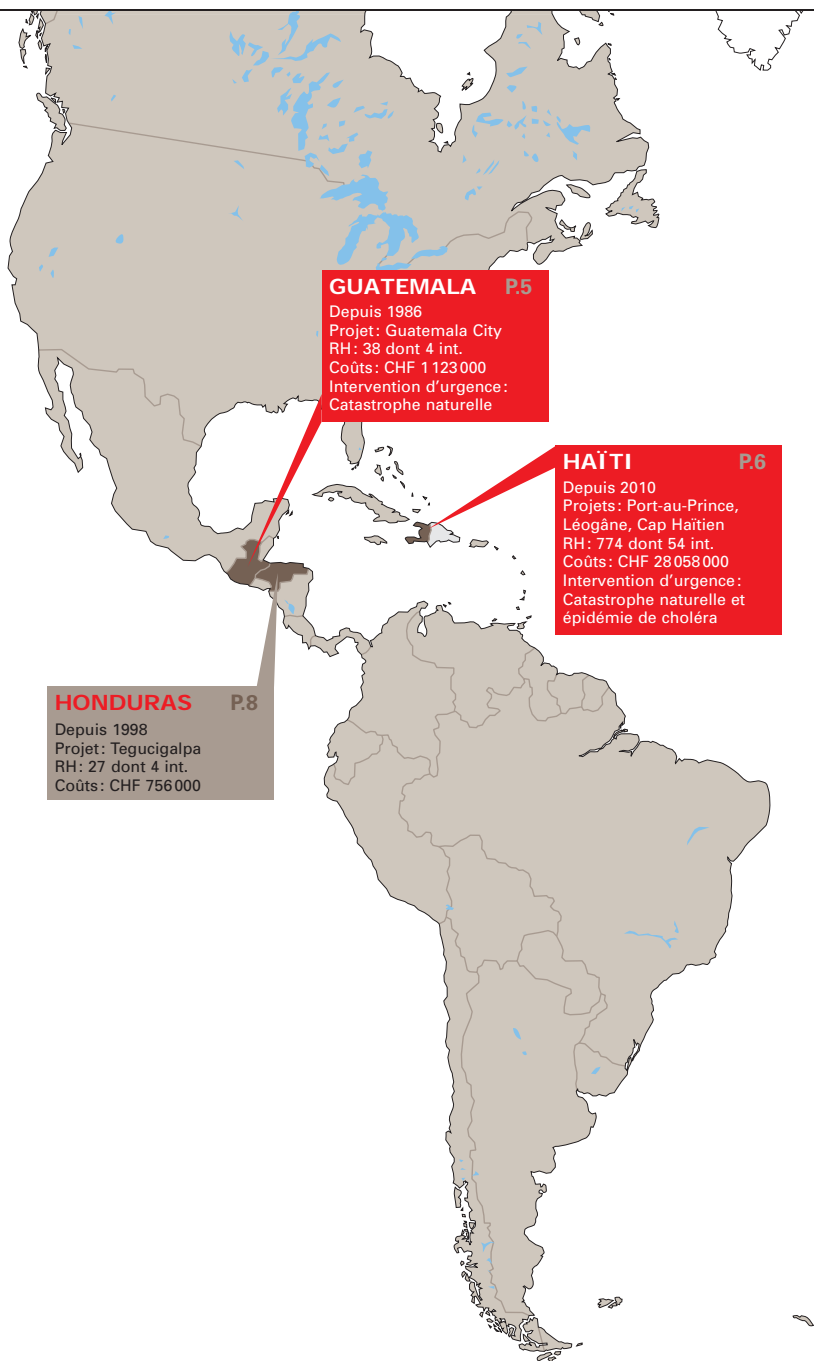 GUATEMALA P.5
Depuis 1986
Projet: Guatemala City
RH: 38 dont 4 int.
Coûts: CHF 1 123 000
Intervention d'urgence:
Catastrophe naturelle
HAÏTI P.6
Depuis 2010
Projets: Port-au-Prince,
Léogâne, Cap Haïtien
RH: 774 dont 54 int.
Coûts: CHF 28 058 000
Intervention d'urgence:
Catastrophe naturelle et
épidémie de choléra
HONDURAS P.8
Depuis 1998
Projet: Tegucigalpa
RH: 27 dont 4 int.
Coûts: CHF 756 000